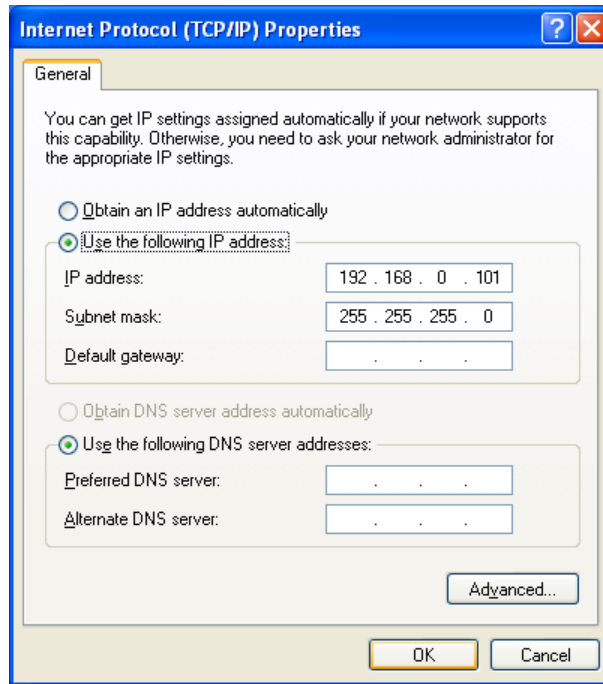 Internet Protocol (TCP/IP) Properties
General
You can get IP settings assigned automatically if your network supports
this capability. Otherwise, you need to ask your network administrator for
the appropriate IP settings.
Obtain an IP address automatically
Use the following IP address:
IP address: 192 . 168 . 0 . 101
Subnet mask: 255 . 255 . 255 . 0
Default gateway: . . .
Obtain DNS server address automatically
Use the following DNS server addresses:
Preferred DNS server: . . .
Alternate DNS server: . . .
Advanced...
OK Cancel